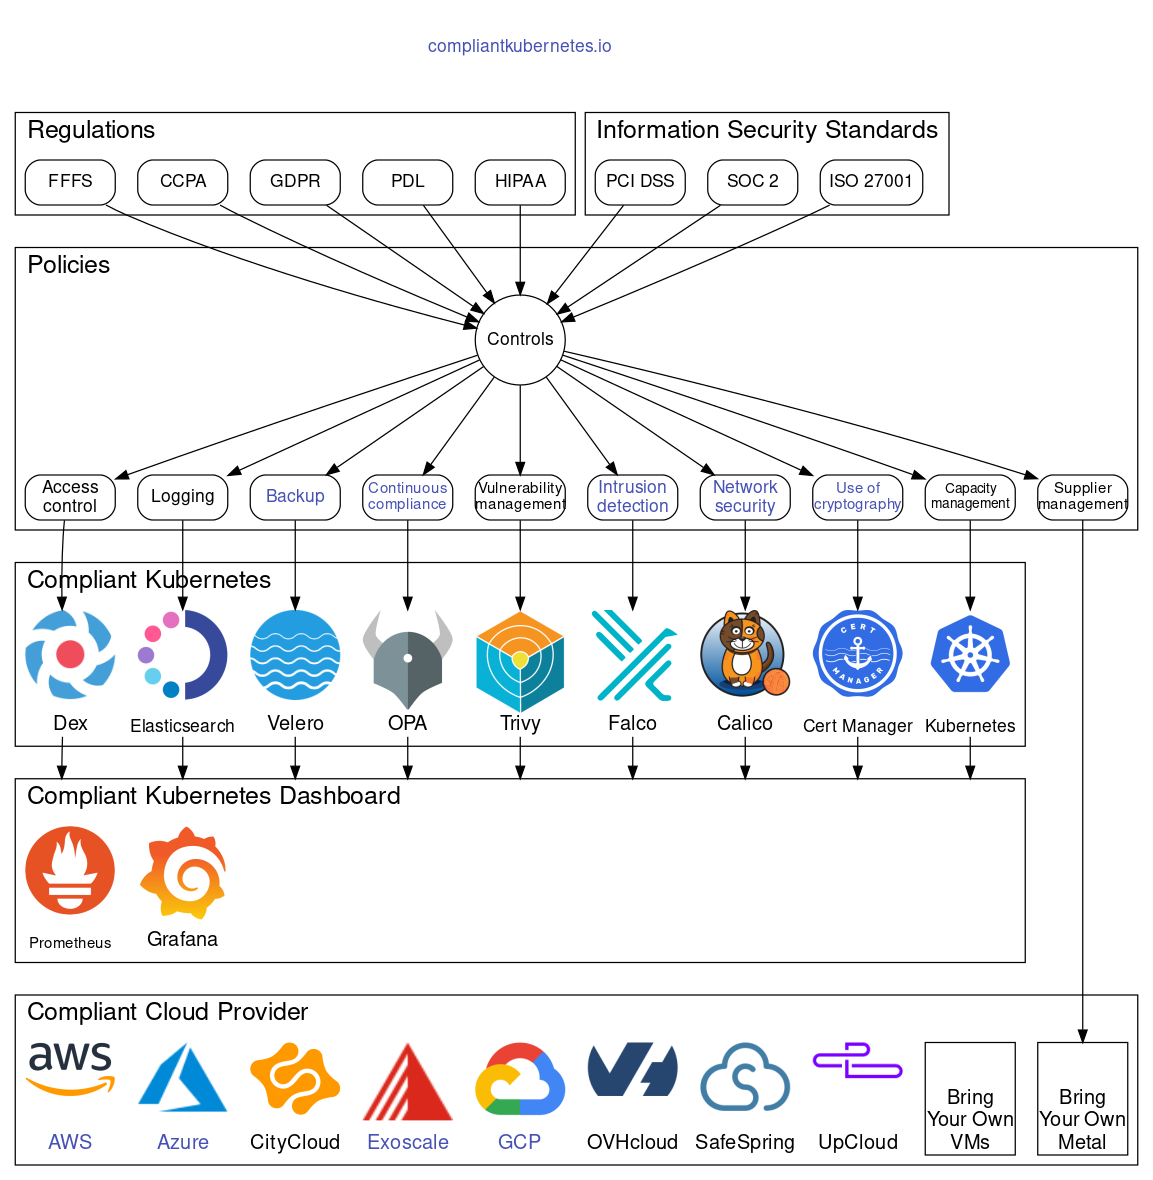 compliantkubernetes.io
Regulations
FFFS
CCPA
GDPR
PDL
HIPAA
Information Security Standards
PCI DSS
SOC 2
ISO 27001
Policies
Controls
Access
control
Logging
Backup
Continuous
compliance
Vulnerability
management
Intrusion
detection
Network
security
Use of
cryptography
Capacity
management
Supplier
management
Compliant Kubernetes
Dex
Elasticsearch
Velero
OPA
Trivy
Falco
Calico
CERT
MANAGER
Cert Manager
Kubernetes
Compliant Kubernetes Dashboard
Prometheus
Grafana
Compliant Cloud Provider
aws
AWS
Azure
CityCloud
Exoscale
GCP
OVHcloud
SafeSpring
UpCloud
Bring
Your Own
VMs
Bring
Your Own
Metal